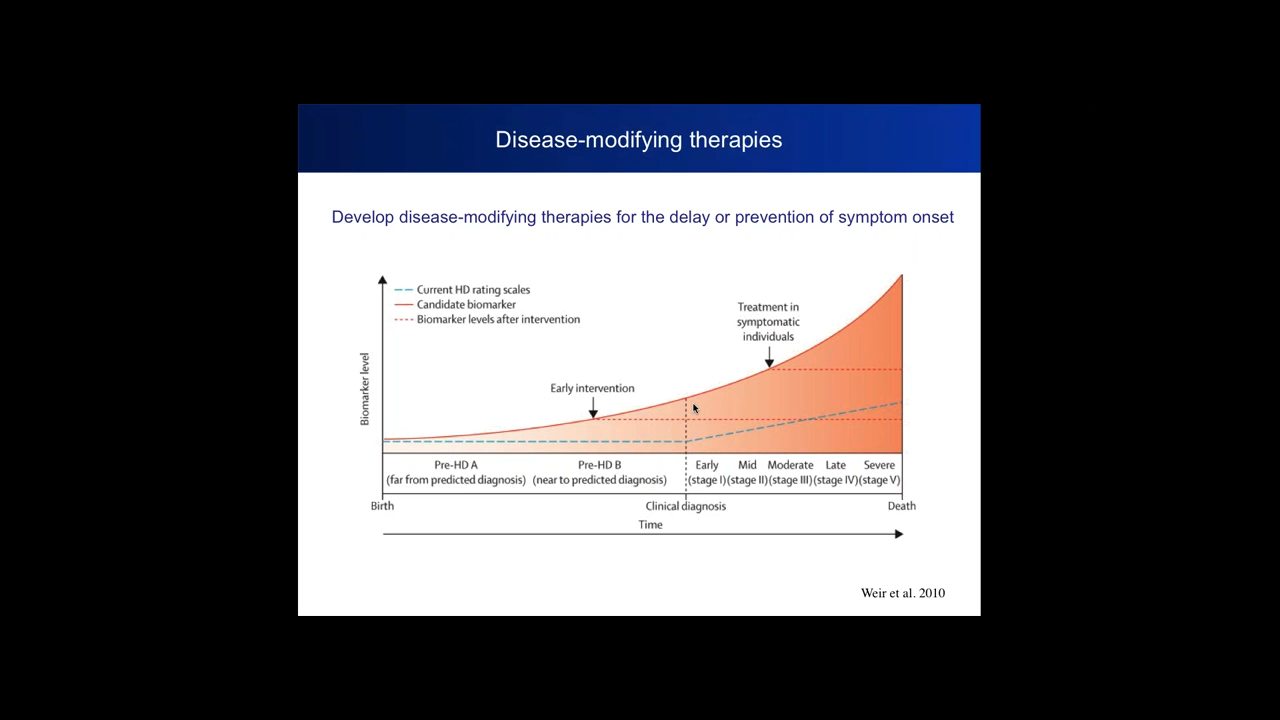 Disease-modifying therapies
Develop disease-modifying therapies for the delay or prevention of symptom onset
Current HD rating scales
Candidate biomarker
Biomarker levels after intervention
Treatment in
symptomatic
individuals
Early intervention
Biomarker level
Pre-HD A
(far from predicted diagnosis)
Pre-HD B
(near to predicted diagnosis)
Early
(stage I)
Mid
(stage II)
Moderate
(stage III)
Late
(stage IV)
Severe
(stage V)
Birth
Clinical diagnosis
Death
Time
Weir et al. 2010